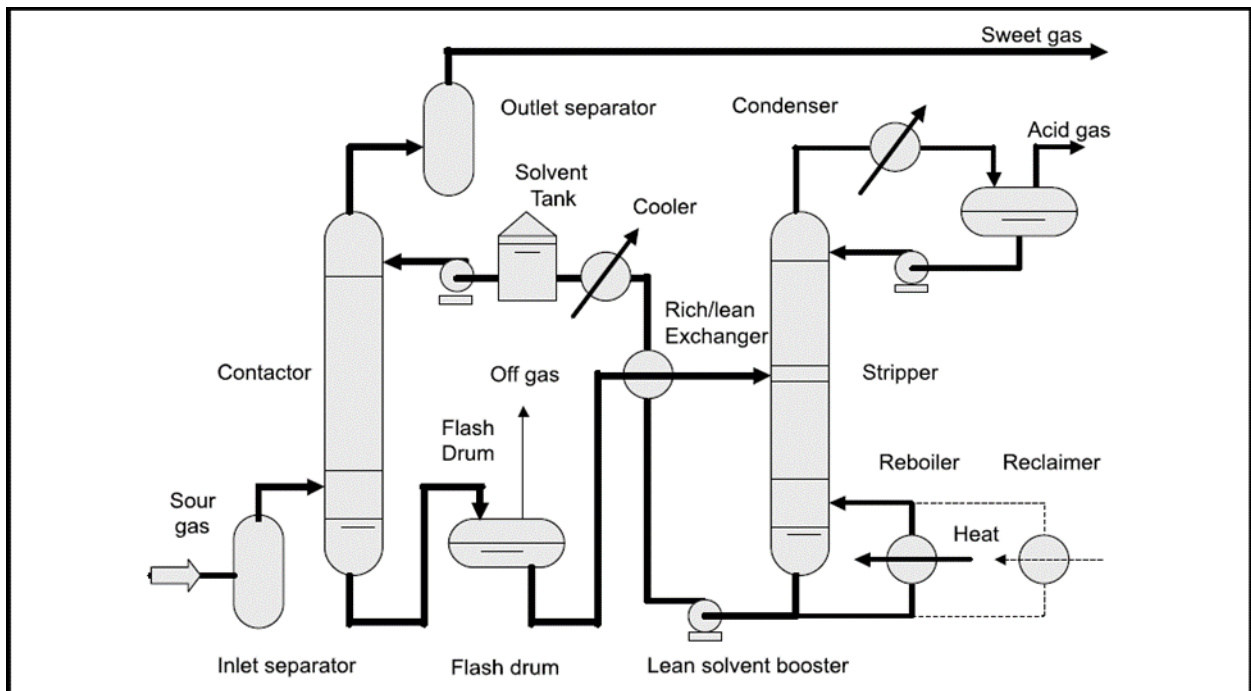 Sweet gas
Outlet separator
Condenser
Acid gas
Solvent
Tank
Cooler
Rich/lean
Exchanger
Contactor
Off gas
Stripper
Flash
Drum
Reboiler
Reclaimer
Sour
gas
Heat
Inlet separator
Flash drum
Lean solvent booster